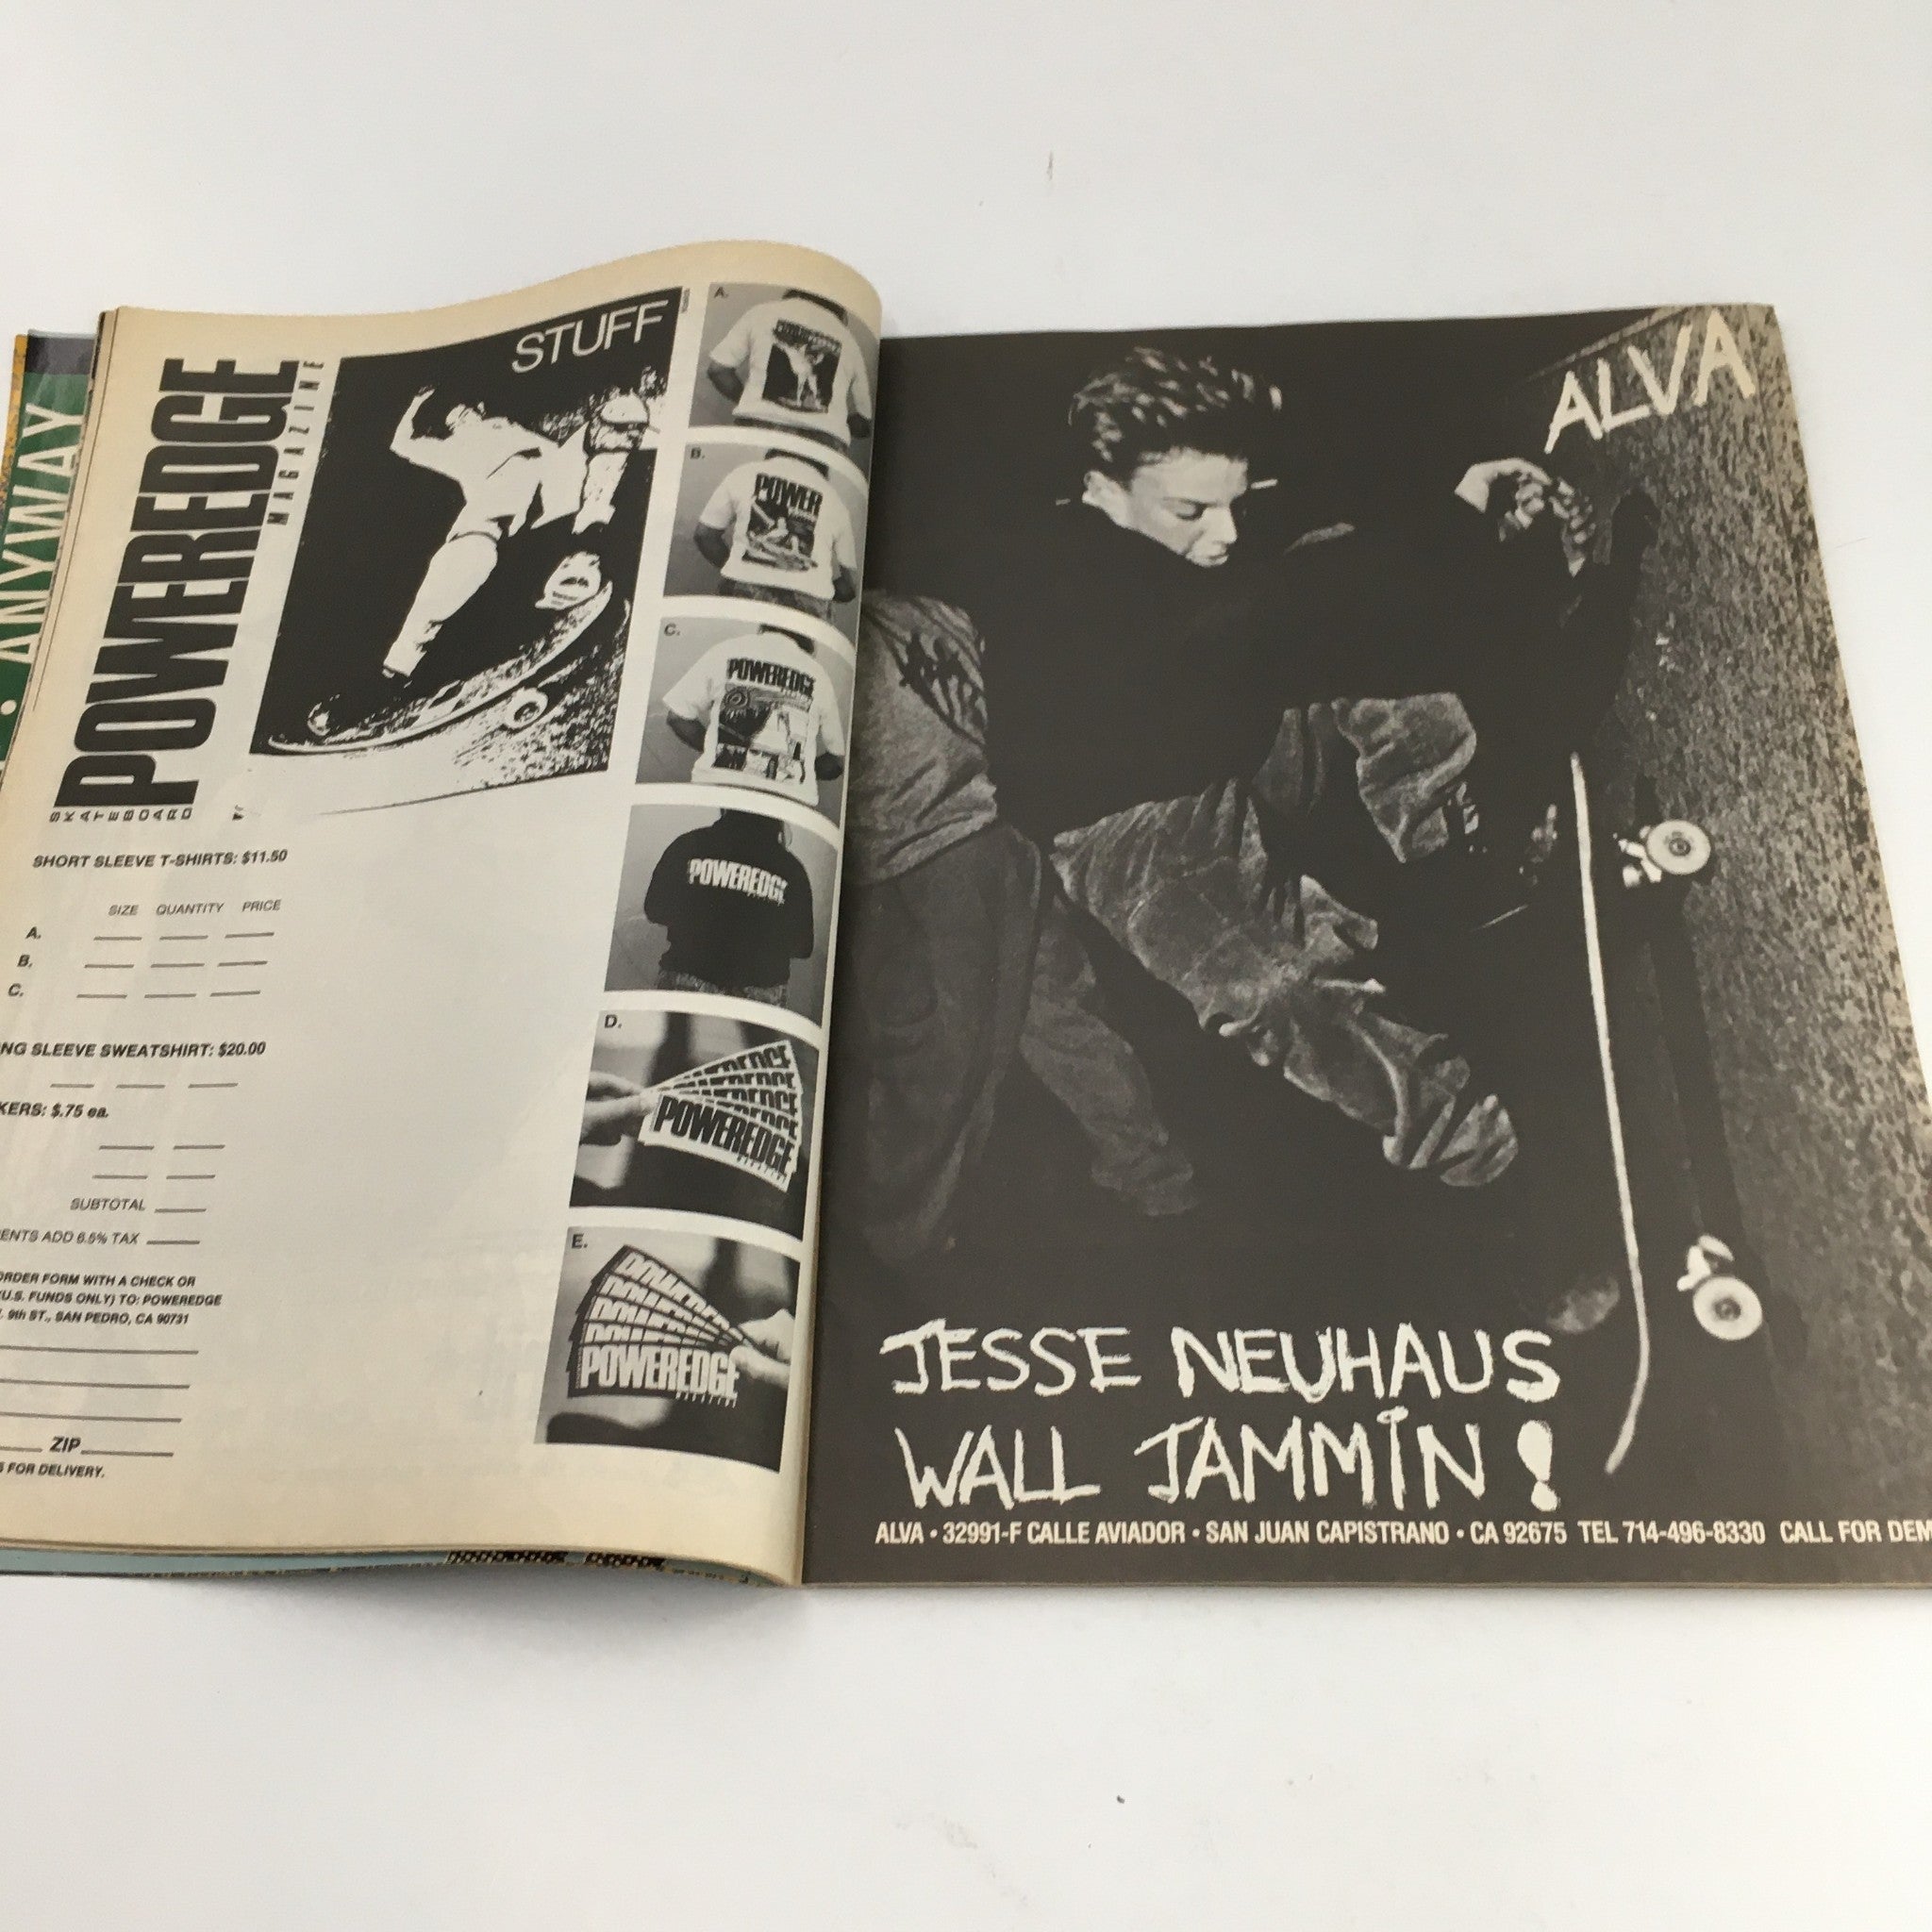 ANYWAY
POWEREDGE
MAGAZINE
SKATEBOARD
STUFF
SHORT SLEEVE T-SHIRTS: $11.50
SIZE QUANTITY PRICE
A.
B.
C.
NG SLEEVE SWEATSHIRT: $20.00
KERS: $.75 ea.
SUBTOTAL
ENTS ADD 6.5% TAX
ORDER FORM WITH A CHECK OR
(U.S. FUNDS ONLY) TO: POWEREDGE
. 9th ST., SAN PEDRO, CA 90731
ZIP
S FOR DELIVERY.
A.
B.
POWER
C.
POWEREDGE
POWEREDGE
D.
POWEREDGE
MAGAZINE
E.
POWEREDGE
MAGAZINE
ALVA
JESSE NEUHAUS
WALL JAMMIN!
ALVA • 32991-F CALLE AVIADOR • SAN JUAN CAPISTRANO • CA 92675 TEL 714-496-8330 CALL FOR DEM